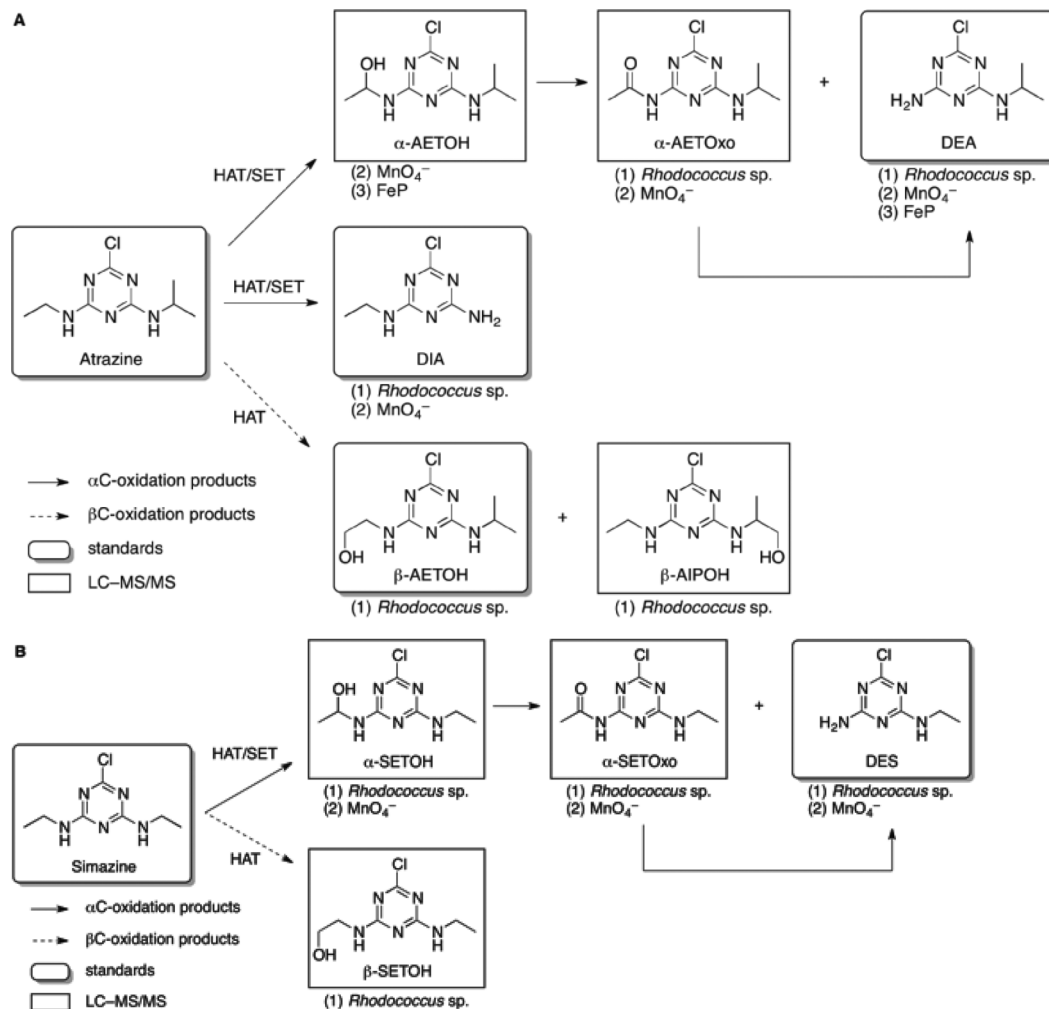 A
Cl
OH
N
N
N
N
H
N
H
α-AETOH
(2) MnO₄⁻
(3) FeP
Cl
O
N
N
N
N
H
N
H
α-AETOxo
(1) Rhodococcus sp.
(2) MnO₄⁻
+
Cl
N
N
H₂N
N
N
H
DEA
(1) Rhodococcus sp.
(2) MnO₄⁻
(3) FeP
HAT/SET
Cl
N
N
N
H
N
N
H
Atrazine
HAT/SET
Cl
N
N
N
H
N
NH₂
DIA
(1) Rhodococcus sp.
(2) MnO₄⁻
HAT
Cl
N
N
N
H
N
N
H
OH
β-AETOH
(1) Rhodococcus sp.
+
Cl
N
N
N
H
N
N
H
HO
β-AIPOH
(1) Rhodococcus sp.
αC-oxidation products
βC-oxidation products
standards
LC–MS/MS
B
Cl
OH
N
N
N
H
N
N
H
α-SETOH
(1) Rhodococcus sp.
(2) MnO₄⁻
Cl
O
N
N
N
H
N
N
H
α-SETOxo
(1) Rhodococcus sp.
(2) MnO₄⁻
+
Cl
N
N
H₂N
N
N
H
DES
(1) Rhodococcus sp.
(2) MnO₄⁻
HAT/SET
Cl
N
N
N
H
N
N
H
Simazine
HAT
Cl
N
N
N
H
N
N
H
OH
β-SETOH
(1) Rhodococcus sp.
αC-oxidation products
βC-oxidation products
standards
LC–MS/MS